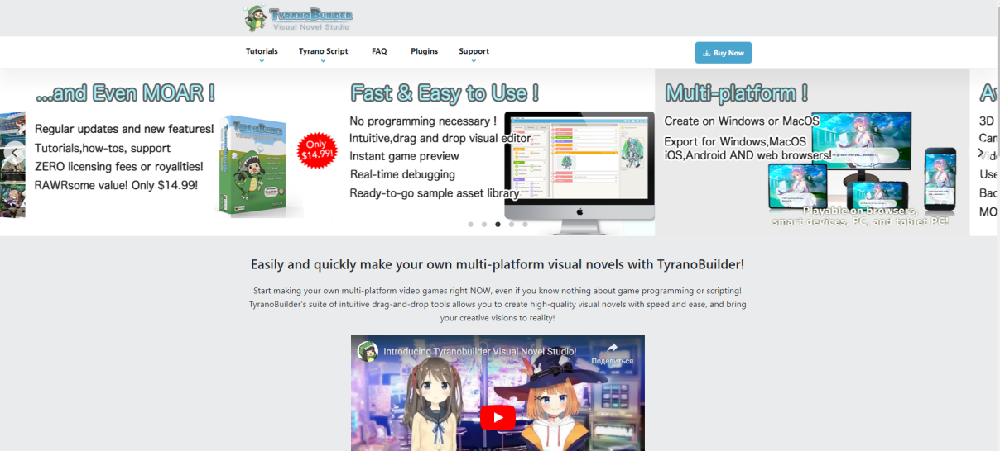 TYRANOBUILDER
Visual Novel Studio
Tutorials
Tyrano Script
FAQ
Plugins
Support
Buy Now
...and Even MOAR !
Regular updates and new features!
Tutorials,how-tos, support
ZERO licensing fees or royalities!
RAWRsome value! Only $14.99!
TYRANOBUILDER
Only
$14.99!
Fast & Easy to Use !
No programming necessary !
Intuitive,drag and drop visual editor
Instant game preview
Real-time debugging
Ready-to-go sample asset library
Multi-platform !
Create on Windows or MacOS
Export for Windows,MacOS
iOS,Android AND web browsers!
Playable on browsers,
smart devices, PC, and tablet PC!
3D
Use
MO
Easily and quickly make your own multi-platform visual novels with TyranoBuilder!
Start making your own multi-platform video games right NOW, even if you know nothing about game programming or scripting!
TyranoBuilder's suite of intuitive drag-and-drop tools allows you to create high-quality visual novels with speed and ease, and bring
your creative visions to reality!
Introducing Tyranobuilder Visual Novel Studio!
Поделиться